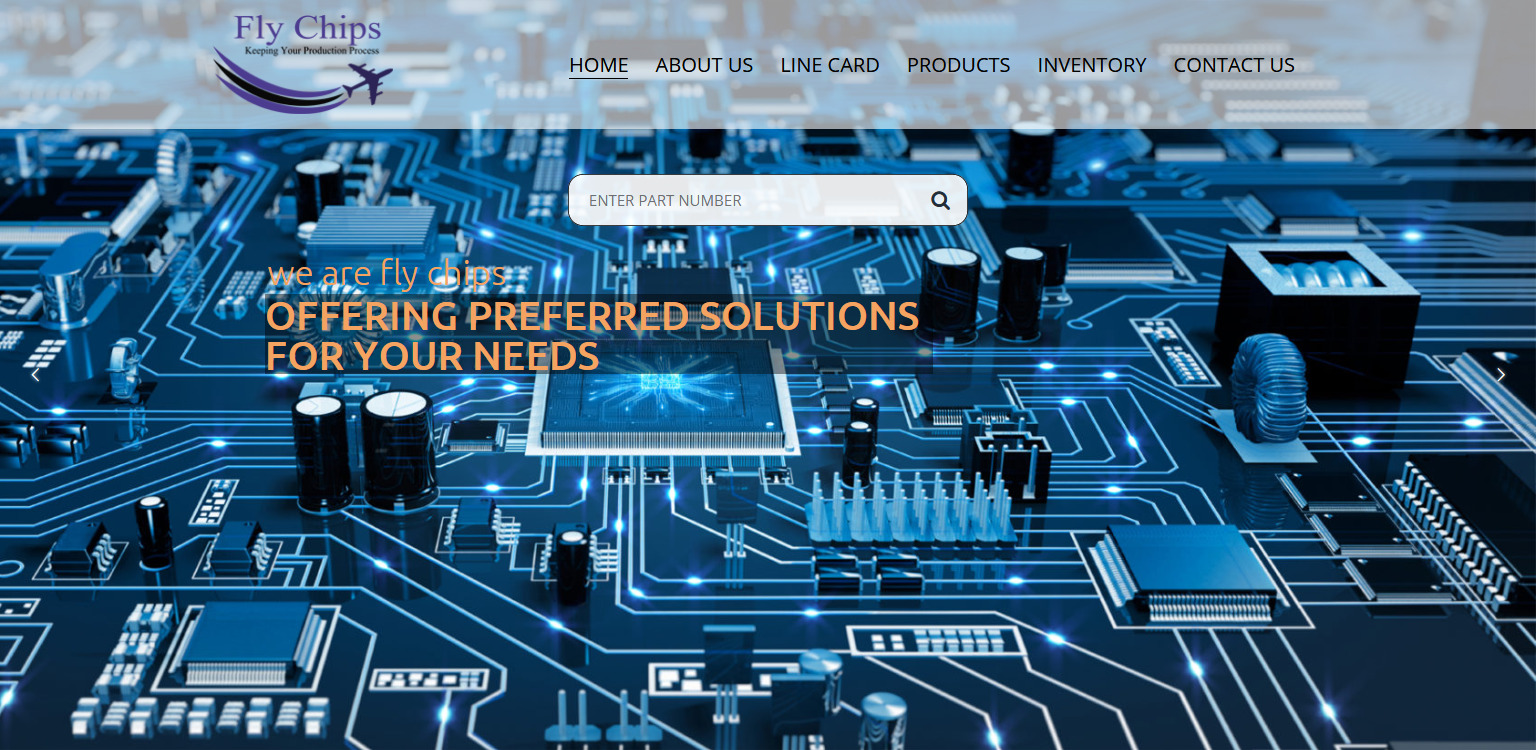 Fly Chips
Keeping Your Production Process
HOME ABOUT US LINE CARD PRODUCTS INVENTORY CONTACT US
ENTER PART NUMBER
we are fly chips
OFFERING PREFERRED SOLUTIONS
FOR YOUR NEEDS